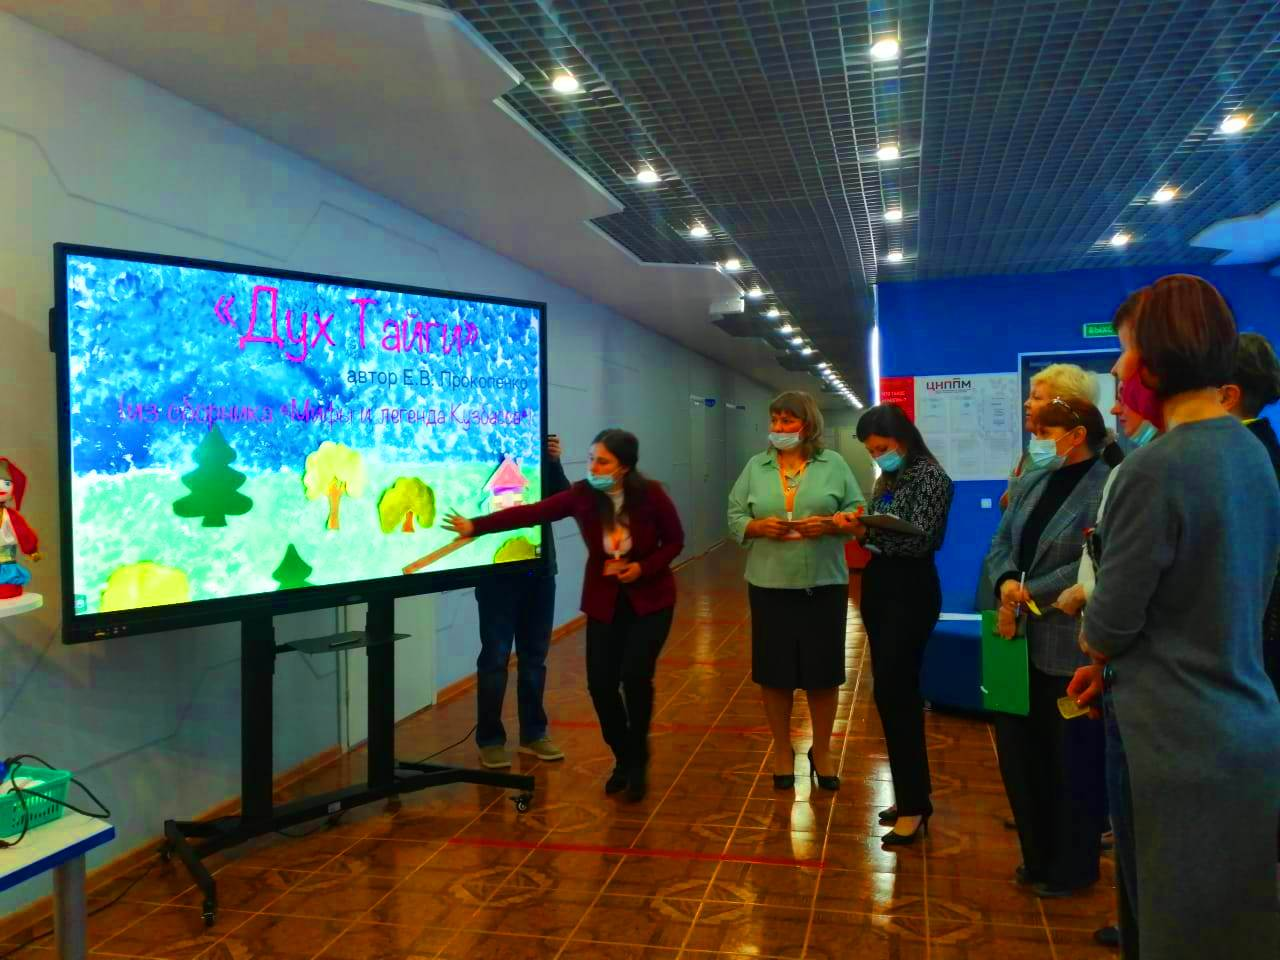 «Дух Тайги»
автор Е.В. Прокопенко
(из сборника «Мифы и легенда Кузбасса»)
ЦНППМ